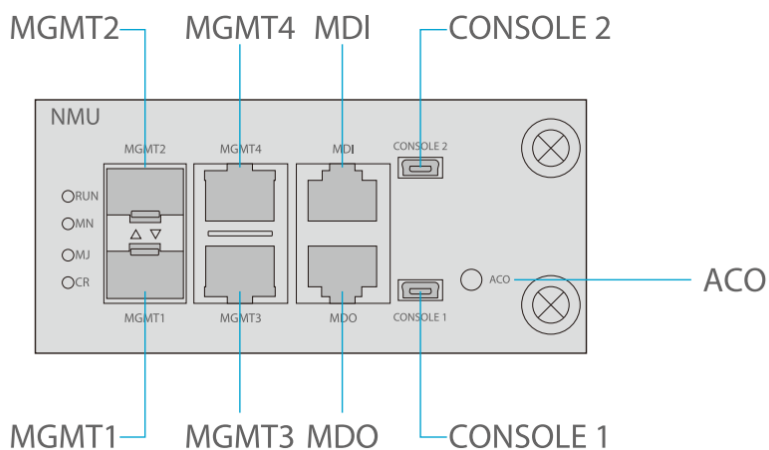 MGMT2 MGMT4 MDI CONSOLE 2
NMU
MGMT2 MGMT4 MDI CONSOLE 2
RUN
MN
MJ
CR
ACO ACO
MGMT1 MGMT3 MDO CONSOLE 1
MGMT1 MGMT3 MDO CONSOLE 1